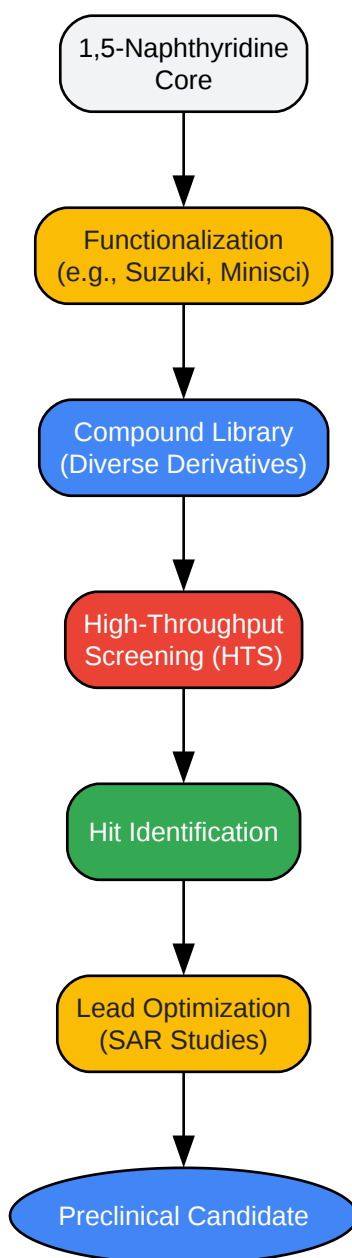 1,5-Naphthyridine
Core
Functionalization
(e.g., Suzuki, Minisci)
Compound Library
(Diverse Derivatives)
High-Throughput
Screening (HTS)
Hit Identification
Lead Optimization
(SAR Studies)
Preclinical Candidate